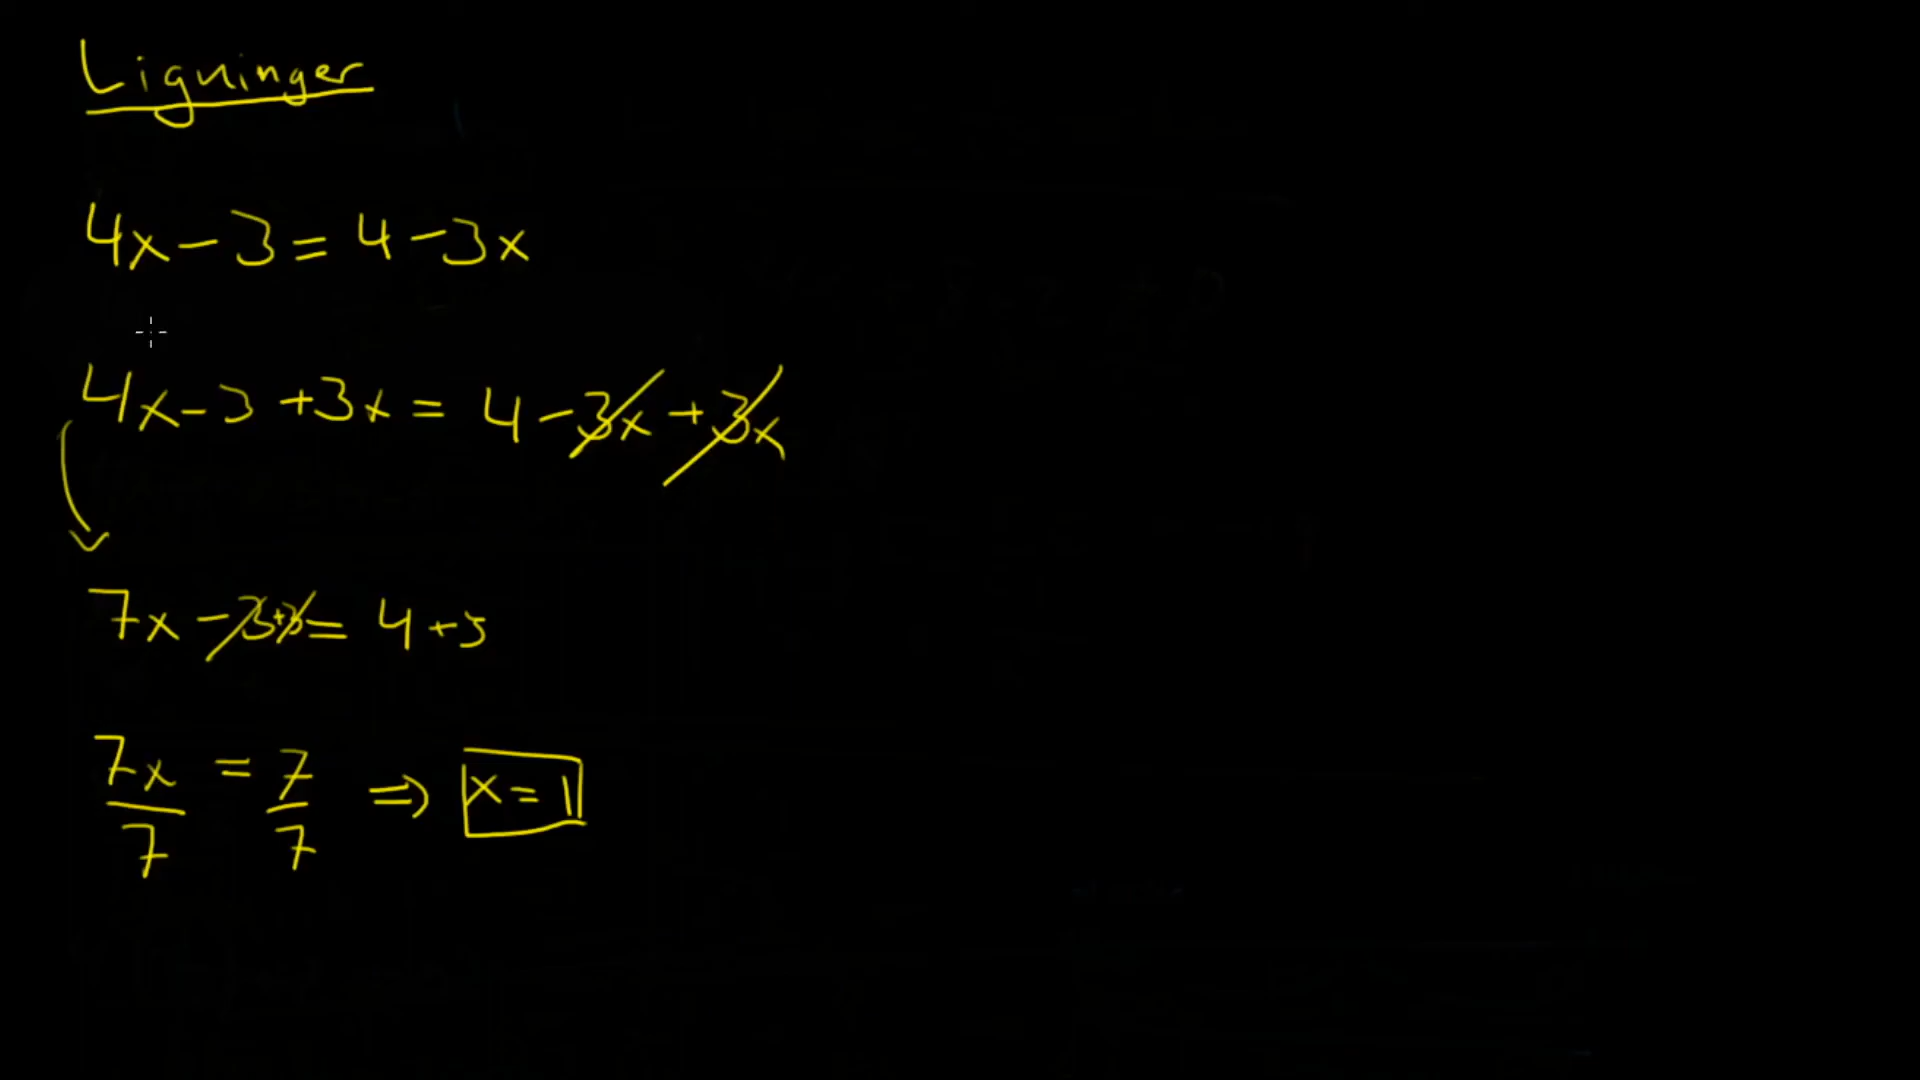 Ligninger
4x - 3 = 4 - 3x
4x - 3 + 3x = 4 - 3x + 3x
7x - 3 + 3 = 4 + 3
7x/7 = 7/7 ⇒ x = 1